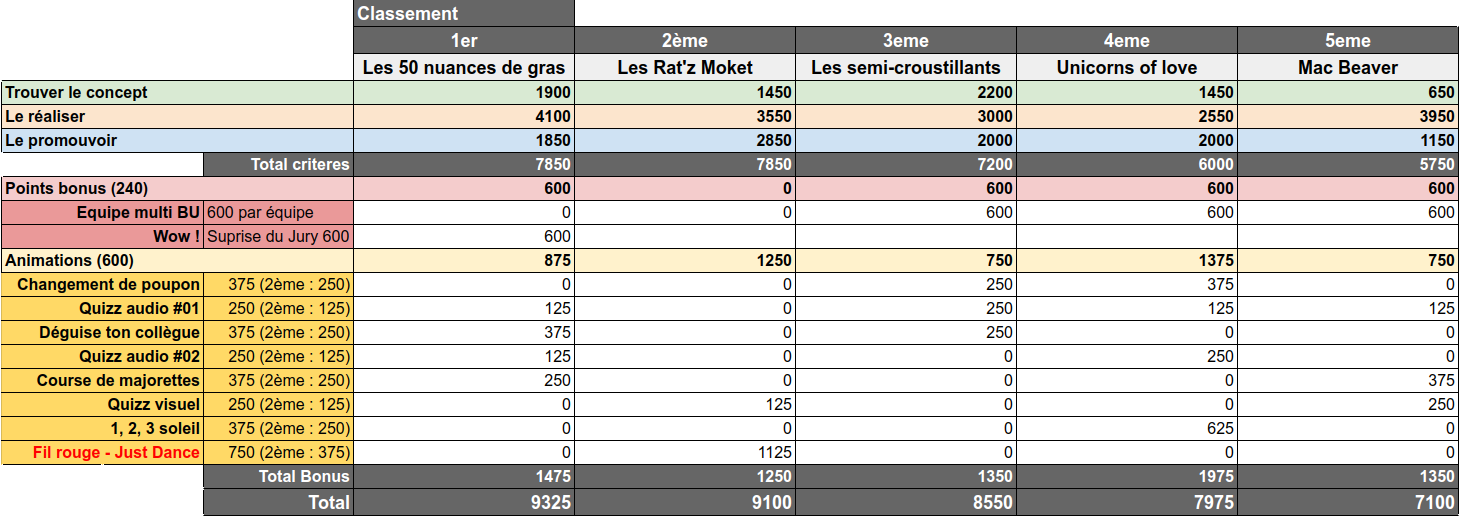 Classement
1er 2ème 3eme 4eme 5eme
Les 50 nuances de gras Les Rat'z Moket Les semi-croustillants Unicorns of love Mac Beaver
Trouver le concept 1900 1450 2200 1450 650
Le réaliser 4100 3550 3000 2550 3950
Le promouvoir 1850 2850 2000 2000 1150
Total criteres 7850 7850 7200 6000 5750
Points bonus (240) 600 0 600 600 600
Equipe multi BU 600 par équipe 0 0 600 600 600
Wow ! Suprise du Jury 600 600
Animations (600) 875 1250 750 1375 750
Changement de poupon 375 (2ème : 250) 0 0 250 375 0
Quizz audio #01 250 (2ème : 125) 125 0 250 125 125
Déguise ton collègue 375 (2ème : 250) 375 0 250 0 0
Quizz audio #02 250 (2ème : 125) 125 0 0 250 0
Course de majorettes 375 (2ème : 250) 250 0 0 0 375
Quizz visuel 250 (2ème : 125) 0 125 0 0 250
1, 2, 3 soleil 375 (2ème : 250) 0 0 0 625 0
Fil rouge - Just Dance 750 (2ème : 375) 0 1125 0 0 0
Total Bonus 1475 1250 1350 1975 1350
Total 9325 9100 8550 7975 7100